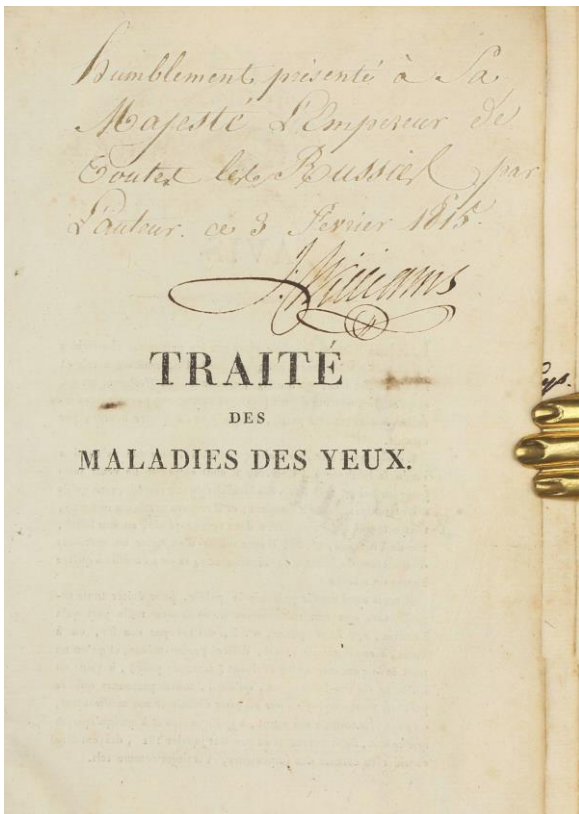 Humblement présenté à Sa
Majesté L'Empereur de
Toutes les Russies par
L'auteur. ce 3 Fevrier 1815.
J. Williams
TRAITÉ
DES
MALADIES DES YEUX.